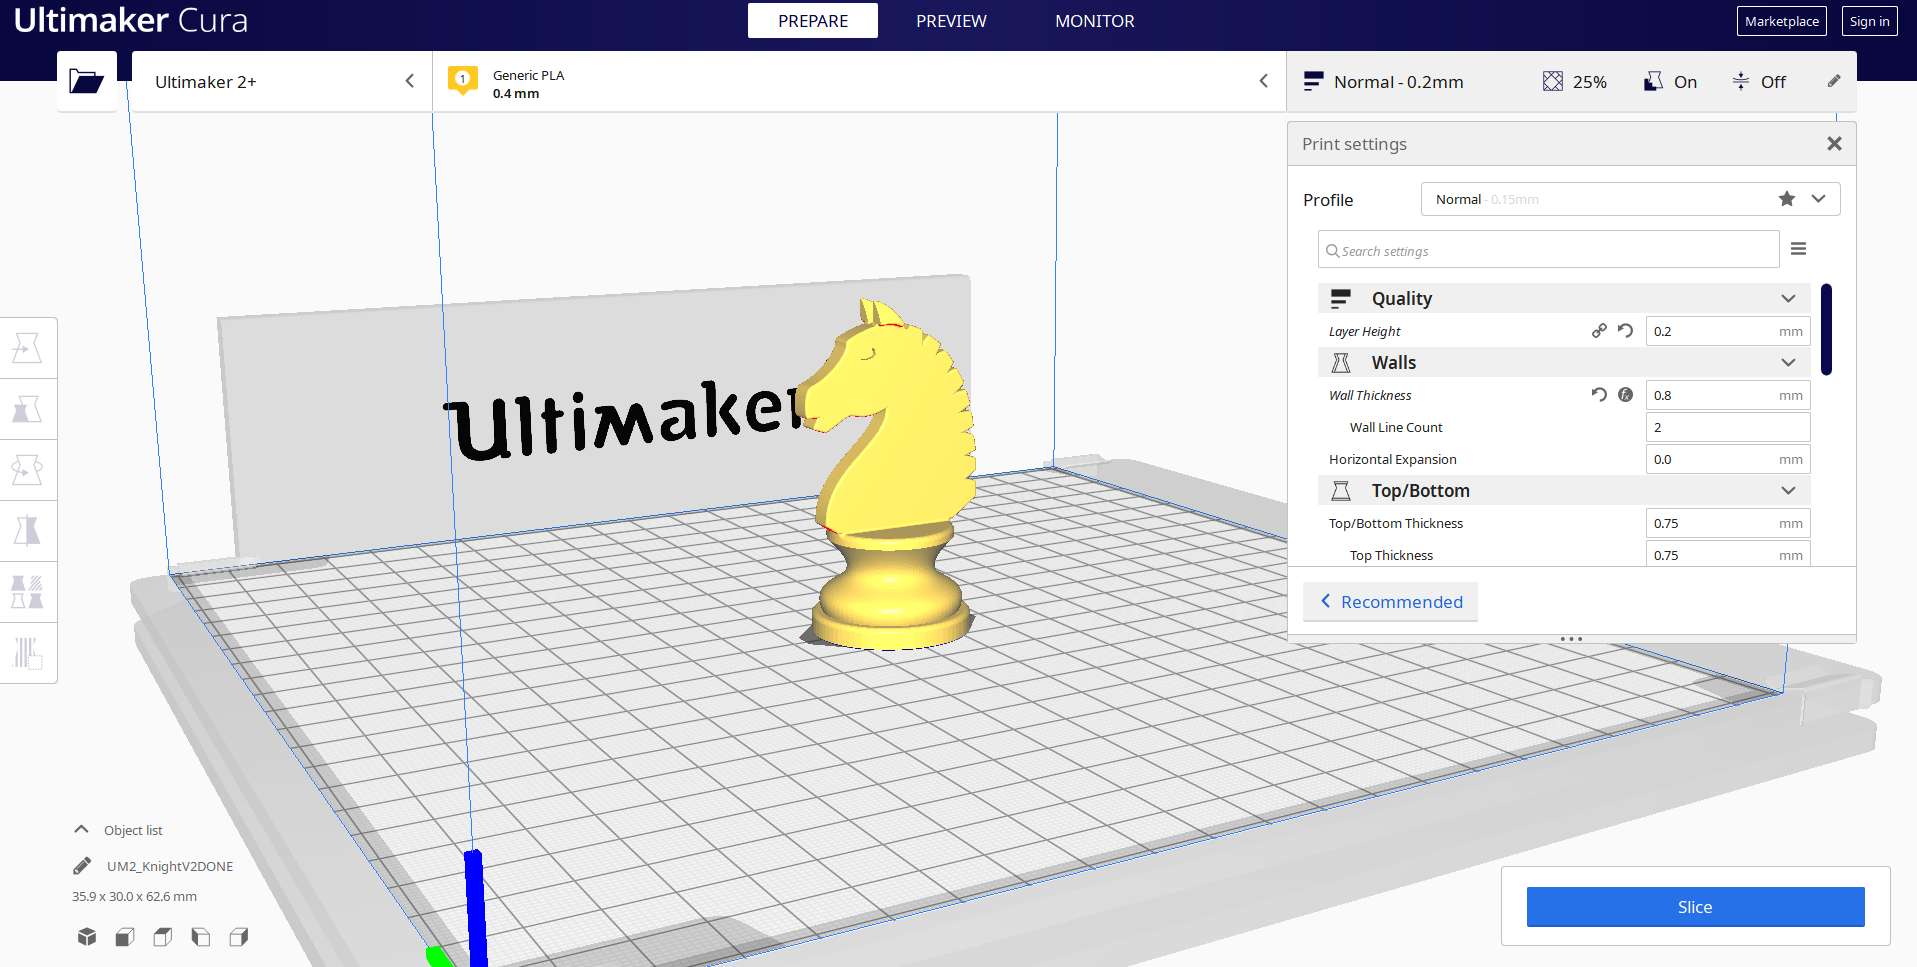 Ultimaker Cura
PREPARE
PREVIEW
MONITOR
Marketplace
Sign in
Ultimaker 2+
1
Generic PLA
0.4 mm
Normal - 0.2mm
25%
On
Off
Print settings
Profile
Normal - 0.15mm
Search settings
Quality
Layer Height
0.2 mm
Walls
Wall Thickness
fx
0.8 mm
Wall Line Count
2
Horizontal Expansion
0.0 mm
Top/Bottom
Top/Bottom Thickness
0.75 mm
Top Thickness
0.75 mm
Recommended
Ultimaker
Object list
UM2_KnightV2DONE
35.9 x 30.0 x 62.6 mm
Slice